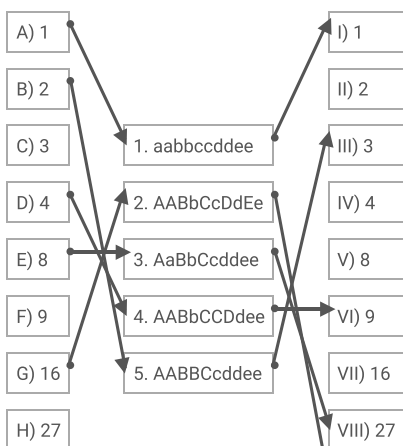 A) 1
B) 2
C) 3
D) 4
E) 8
F) 9
G) 16
H) 27
1. aabbccddee
2. AABbCcDdEe
3. AaBbCcddee
4. AABbCCDdee
5. AABBCcddee
I) 1
II) 2
III) 3
IV) 4
V) 8
VI) 9
VII) 16
VIII) 27